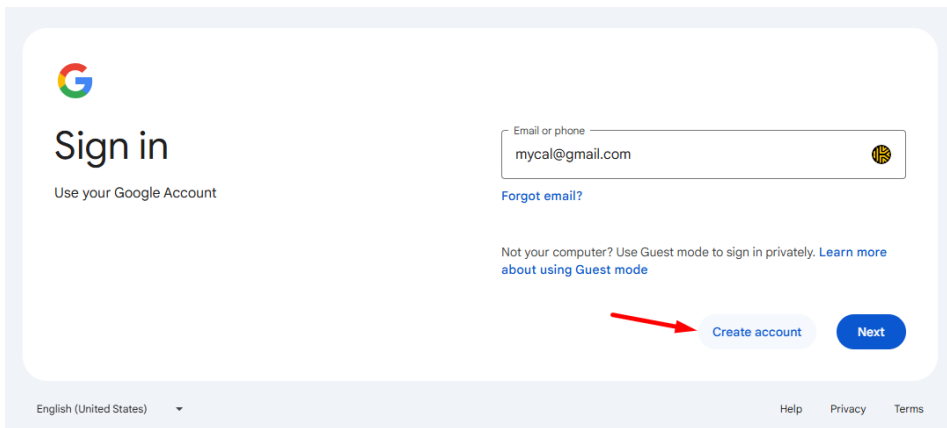 Sign in
Use your Google Account
Email or phone
mycal@gmail.com
Forgot email?
Not your computer? Use Guest mode to sign in privately. Learn more
about using Guest mode
Create account
Next
English (United States)
Help
Privacy
Terms